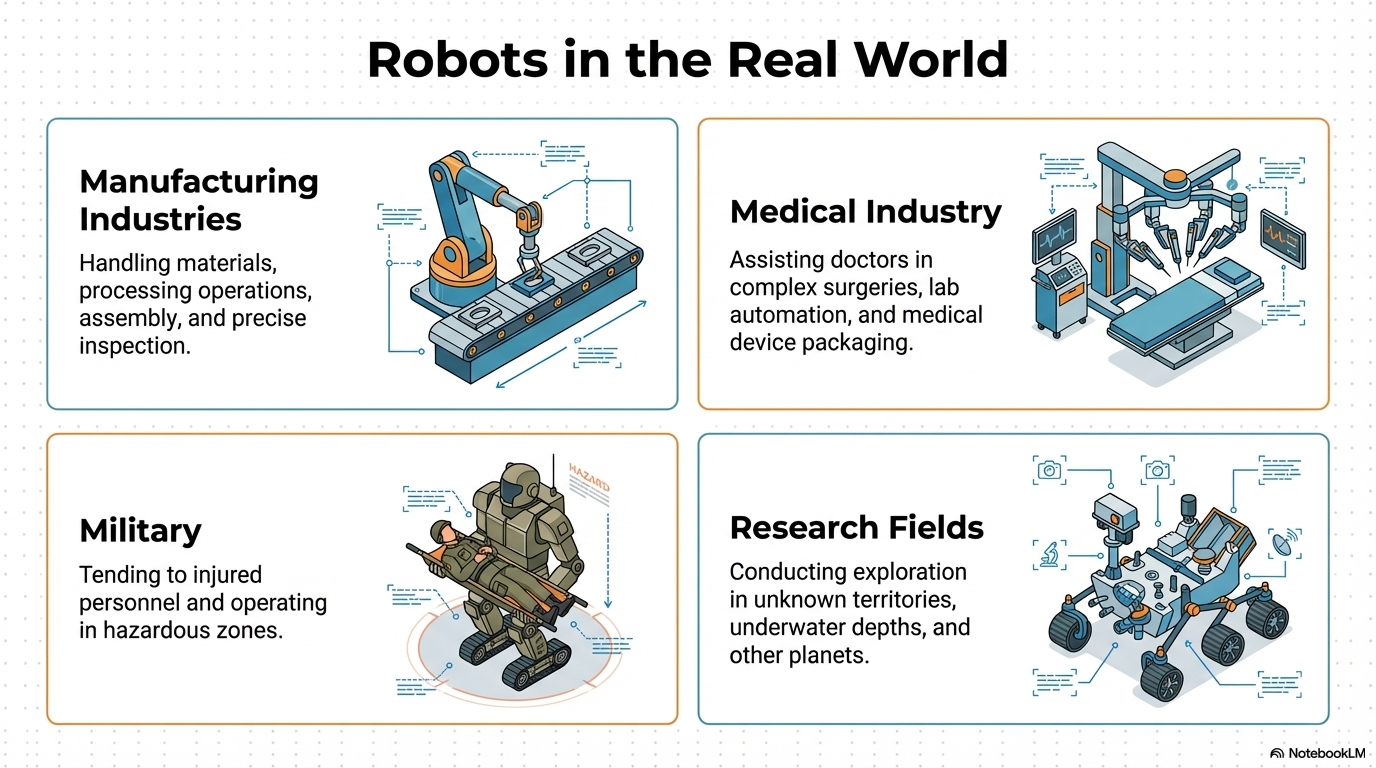 Robots in the Real World
Manufacturing
Industries
Handling materials,
processing operations,
assembly, and precise
inspection.
Medical Industry
Assisting doctors in
complex surgeries, lab
automation, and medical
device packaging.
Military
Tending to injured
personnel and operating
in hazardous zones.
HAZARD
Research Fields
Conducting exploration
in unknown territories,
underwater depths, and
other planets.
NotebookLM